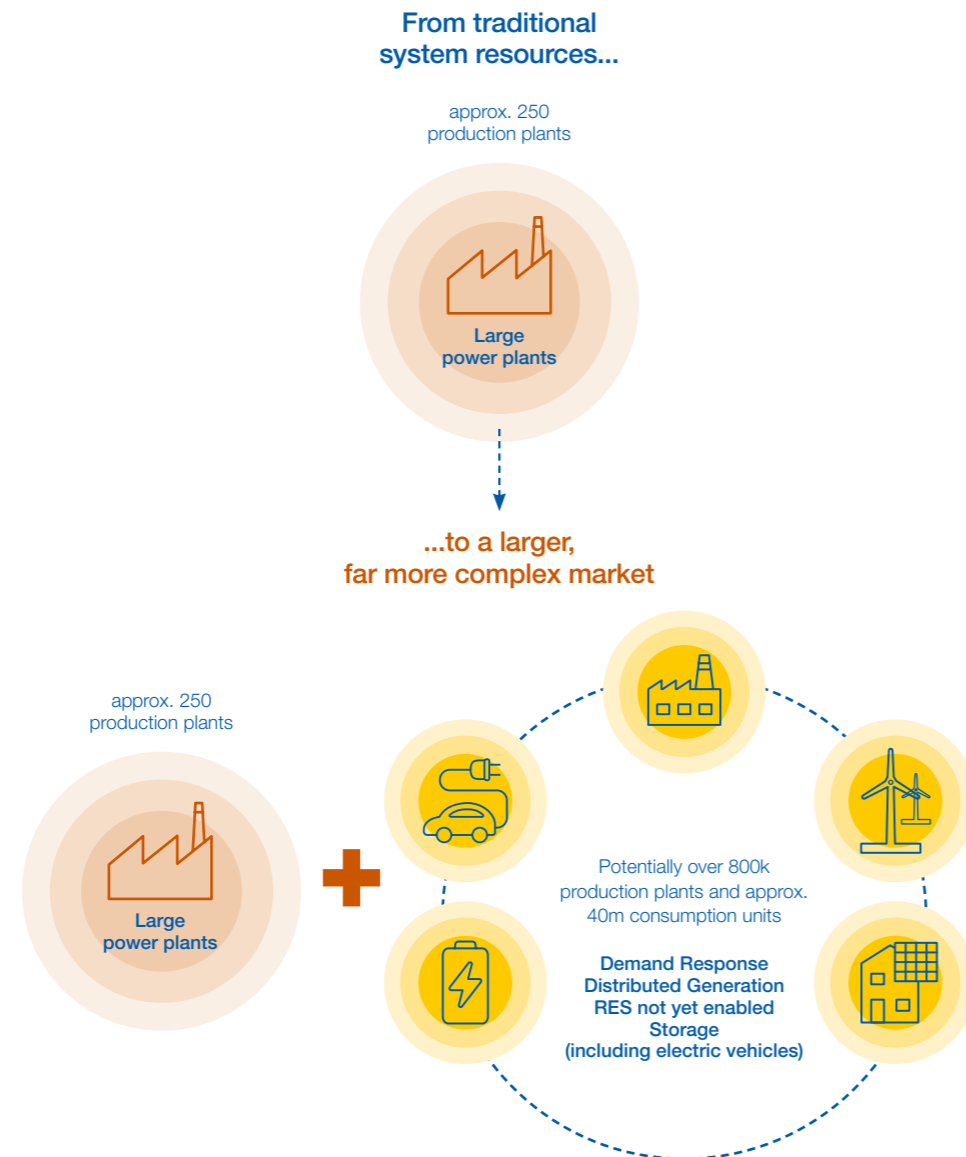 From traditional
system resources...
approx. 250
production plants
Large
power plants
...to a larger,
far more complex market
approx. 250
production plants
Large
power plants
Potentially over 800k
production plants and approx.
40m consumption units
Demand Response
Distributed Generation
RES not yet enabled
Storage
(including electric vehicles)